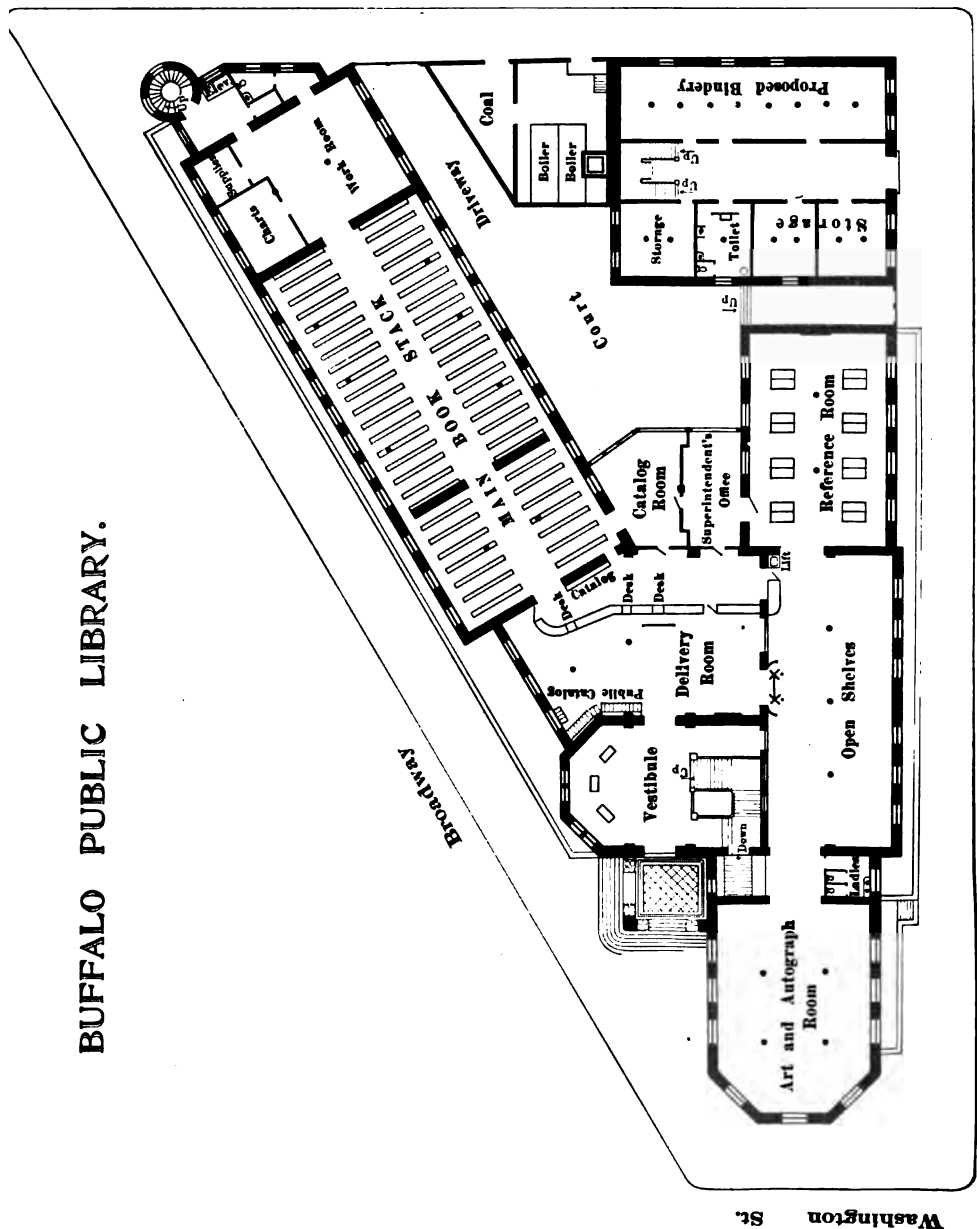 BUFFALO PUBLIC LIBRARY.
Broadway
Washington St.
Up
Elev.
Supplies
Charts
Work Room
MAIN BOOK STACK
Driveway
Court
Coal
Boiler
Boiler
Proposed Bindery
Up
Up
Storage
Toilet
Storage
Up
Catalog
Room
Superintendent's
Office
Reference Room
Lift
Desk
Catalog
Desk
Desk
Delivery
Room
Public Catalog
Vestibule
Up
Down
Open Shelves
Ladies
Art and Autograph
Room